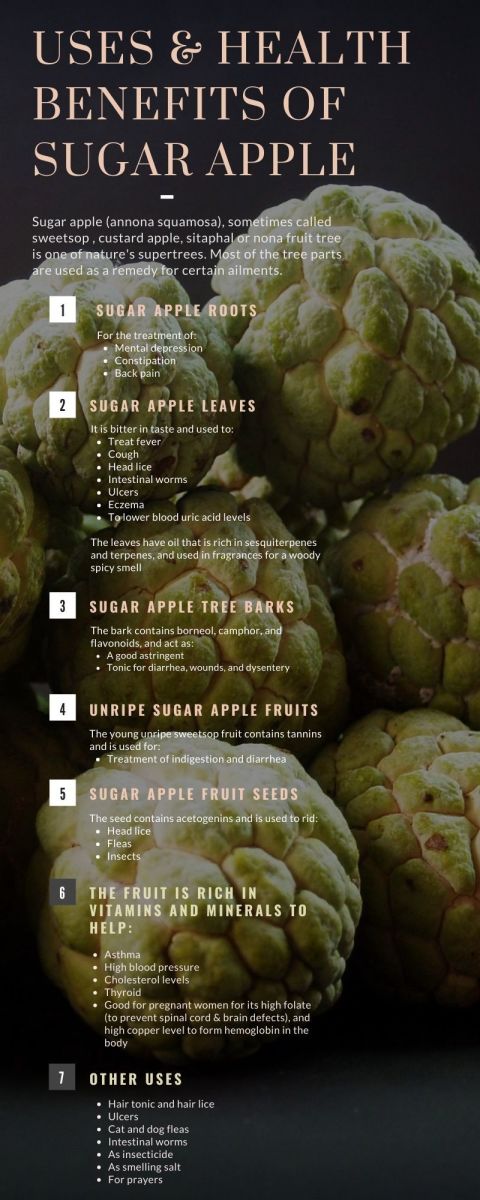 USES & HEALTH
BENEFITS OF
SUGAR APPLE
Sugar apple (annona squamosa), sometimes called
sweetsop , custard apple, sitaphal or nona fruit tree
is one of nature's supertrees. Most of the tree parts
are used as a remedy for certain ailments.
1 SUGAR APPLE ROOTS
For the treatment of:
• Mental depression
• Constipation
• Back pain
2 SUGAR APPLE LEAVES
It is bitter in taste and used to:
• Treat fever
• Cough
• Head lice
• Intestinal worms
• Ulcers
• Eczema
• To lower blood uric acid levels
The leaves have oil that is rich in sesquiterpenes
and terpenes, and used in fragrances for a woody
spicy smell
3 SUGAR APPLE TREE BARKS
The bark contains borneol, camphor, and
flavonoids, and act as:
• A good astringent
• Tonic for diarrhea, wounds, and dysentery
4 UNRIPE SUGAR APPLE FRUITS
The young unripe sweetsop fruit contains tannins
and is used for:
• Treatment of indigestion and diarrhea
5 SUGAR APPLE FRUIT SEEDS
The seed contains acetogenins and is used to rid:
• Head lice
• Fleas
• Insects
6 THE FRUIT IS RICH IN
VITAMINS AND MINERALS TO
HELP:
• Asthma
• High blood pressure
• Cholesterol levels
• Thyroid
• Good for pregnant women for its high folate
(to prevent spinal cord & brain defects), and
high copper level to form hemoglobin in the
body
7 OTHER USES
• Hair tonic and hair lice
• Ulcers
• Cat and dog fleas
• Intestinal worms
• As insecticide
• As smelling salt
• For prayers